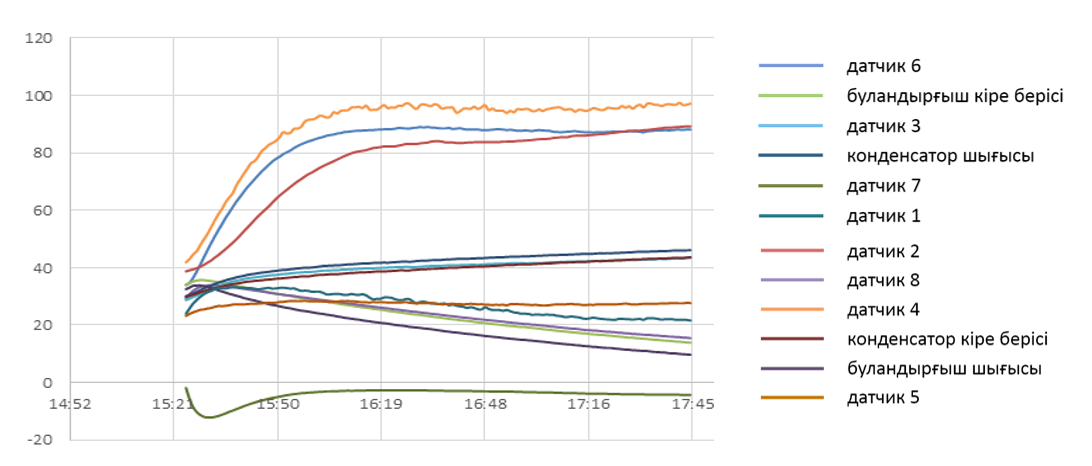 120
100
80
60
40
20
0
-20
14:52
15:21
15:50
16:19
16:48
17:16
17:45
датчик 6
буландырғыш кіре берісі
датчик 3
конденсатор шығысы
датчик 7
датчик 1
датчик 2
датчик 8
датчик 4
конденсатор кіре берісі
буландырғыш шығысы
датчик 5